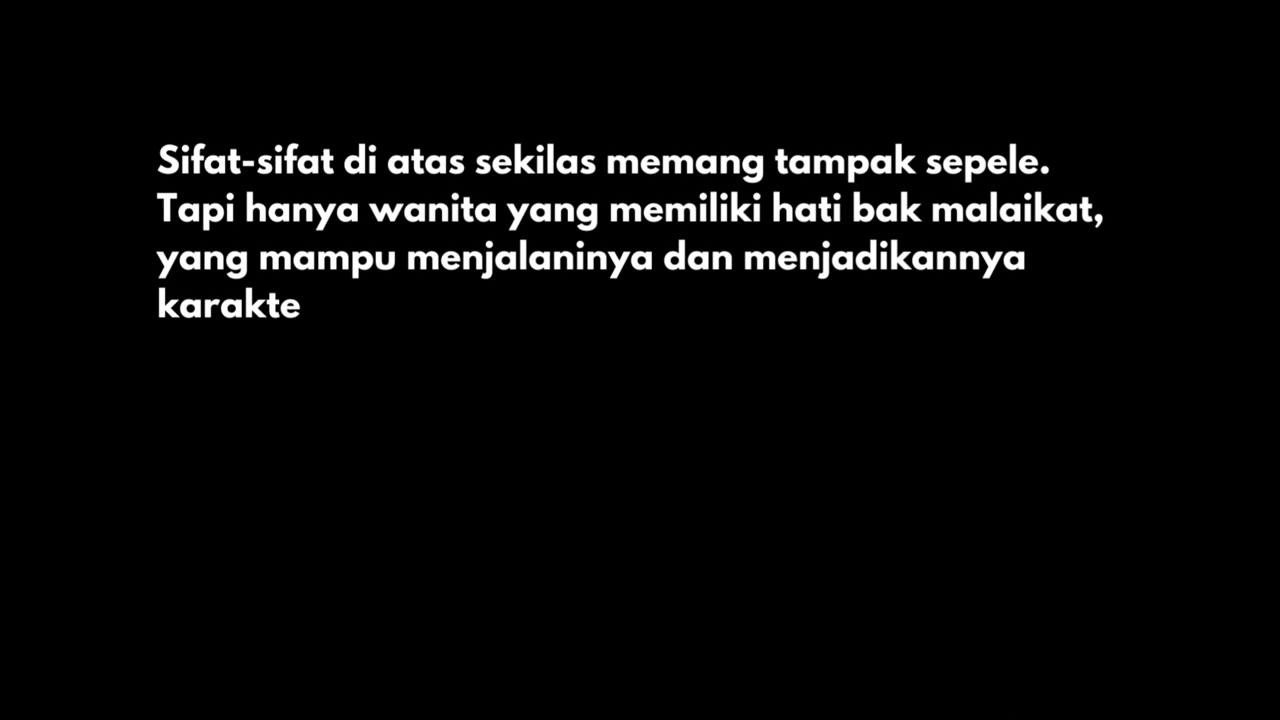 Sifat-sifat di atas sekilas memang tampak sepele.
Tapi hanya wanita yang memiliki hati bak malaikat,
yang mampu menjalaninya dan menjadikannya
karakte